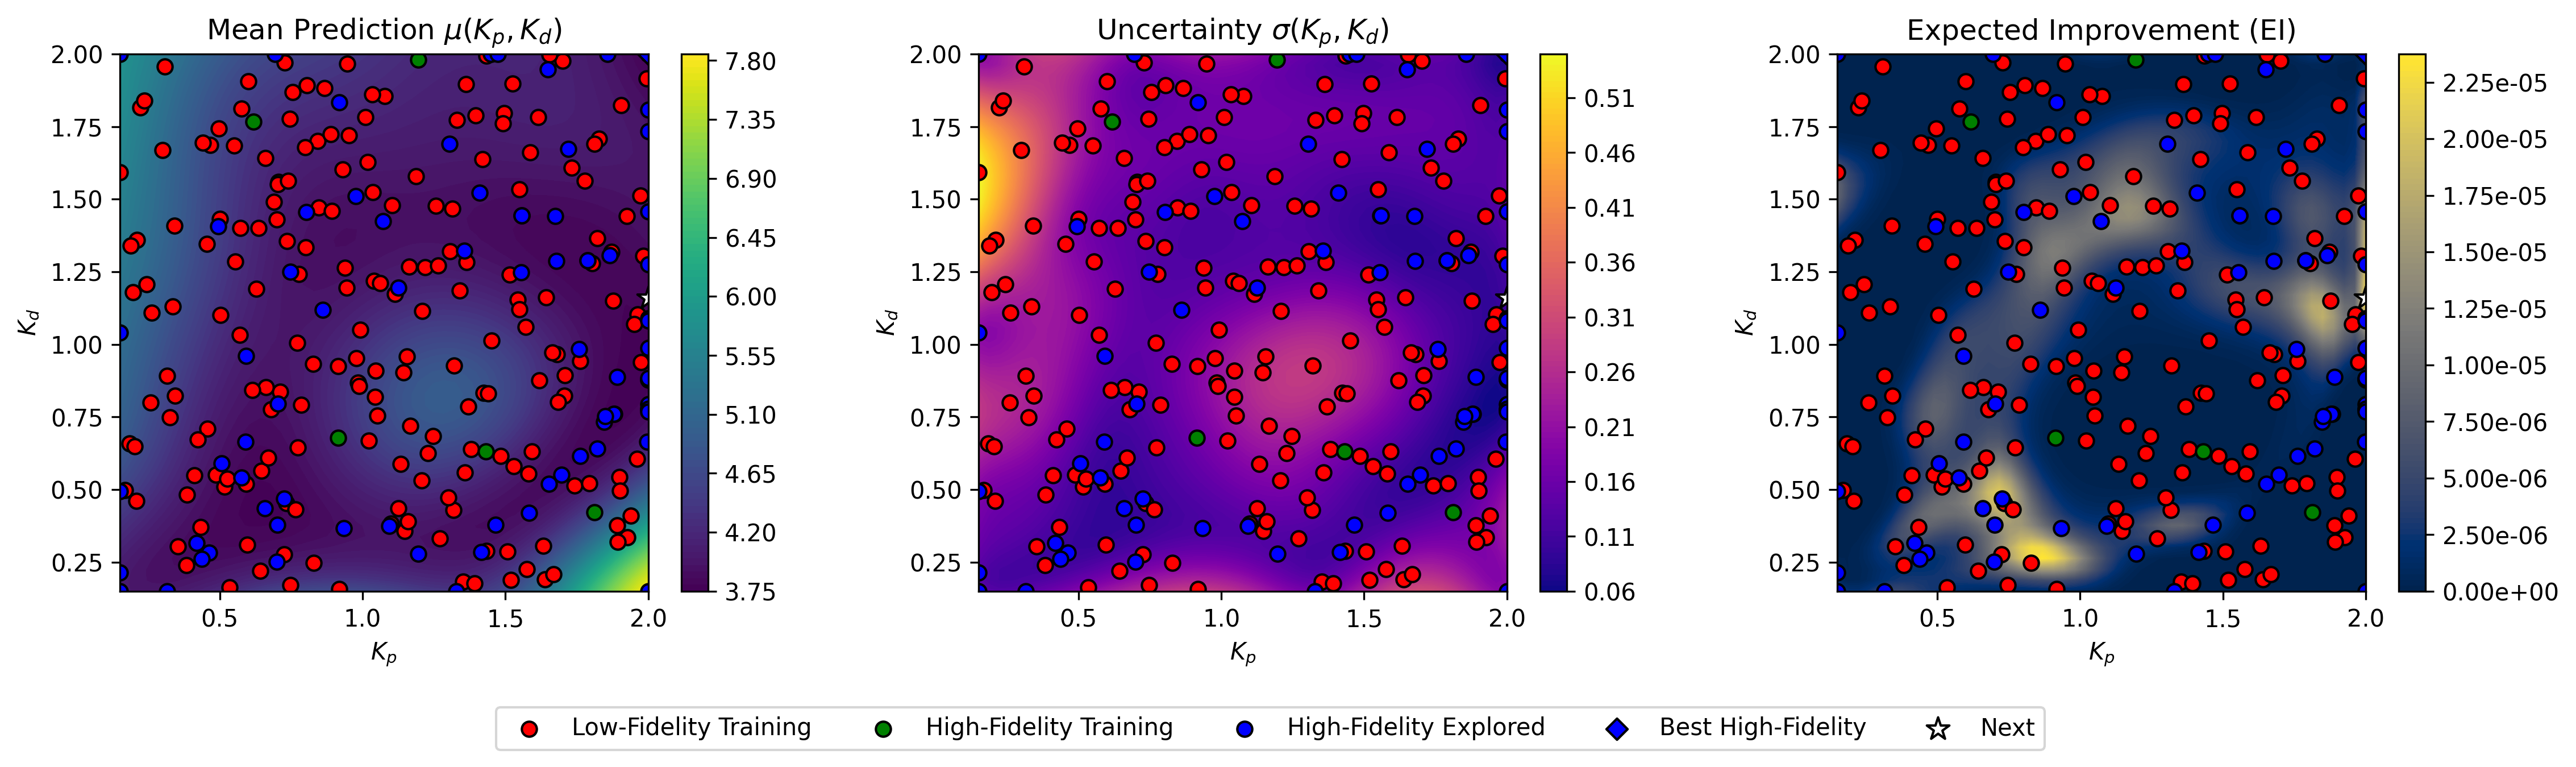 Mean Prediction μ(K_p, K_d)
2.00
1.75
1.50
1.25
1.00
0.75
0.50
0.25
K_d
0.5
1.0
1.5
2.0
K_p
7.80
7.35
6.90
6.45
6.00
5.55
5.10
4.65
4.20
3.75
Uncertainty σ(K_p, K_d)
2.00
1.75
1.50
1.25
1.00
0.75
0.50
0.25
K_d
0.5
1.0
1.5
2.0
K_p
0.51
0.46
0.41
0.36
0.31
0.26
0.21
0.16
0.11
0.06
Expected Improvement (EI)
2.00
1.75
1.50
1.25
1.00
0.75
0.50
0.25
K_d
0.5
1.0
1.5
2.0
K_p
2.25e-05
2.00e-05
1.75e-05
1.50e-05
1.25e-05
1.00e-05
7.50e-06
5.00e-06
2.50e-06
0.00e+00
Low-Fidelity Training
High-Fidelity Training
High-Fidelity Explored
Best High-Fidelity
Next